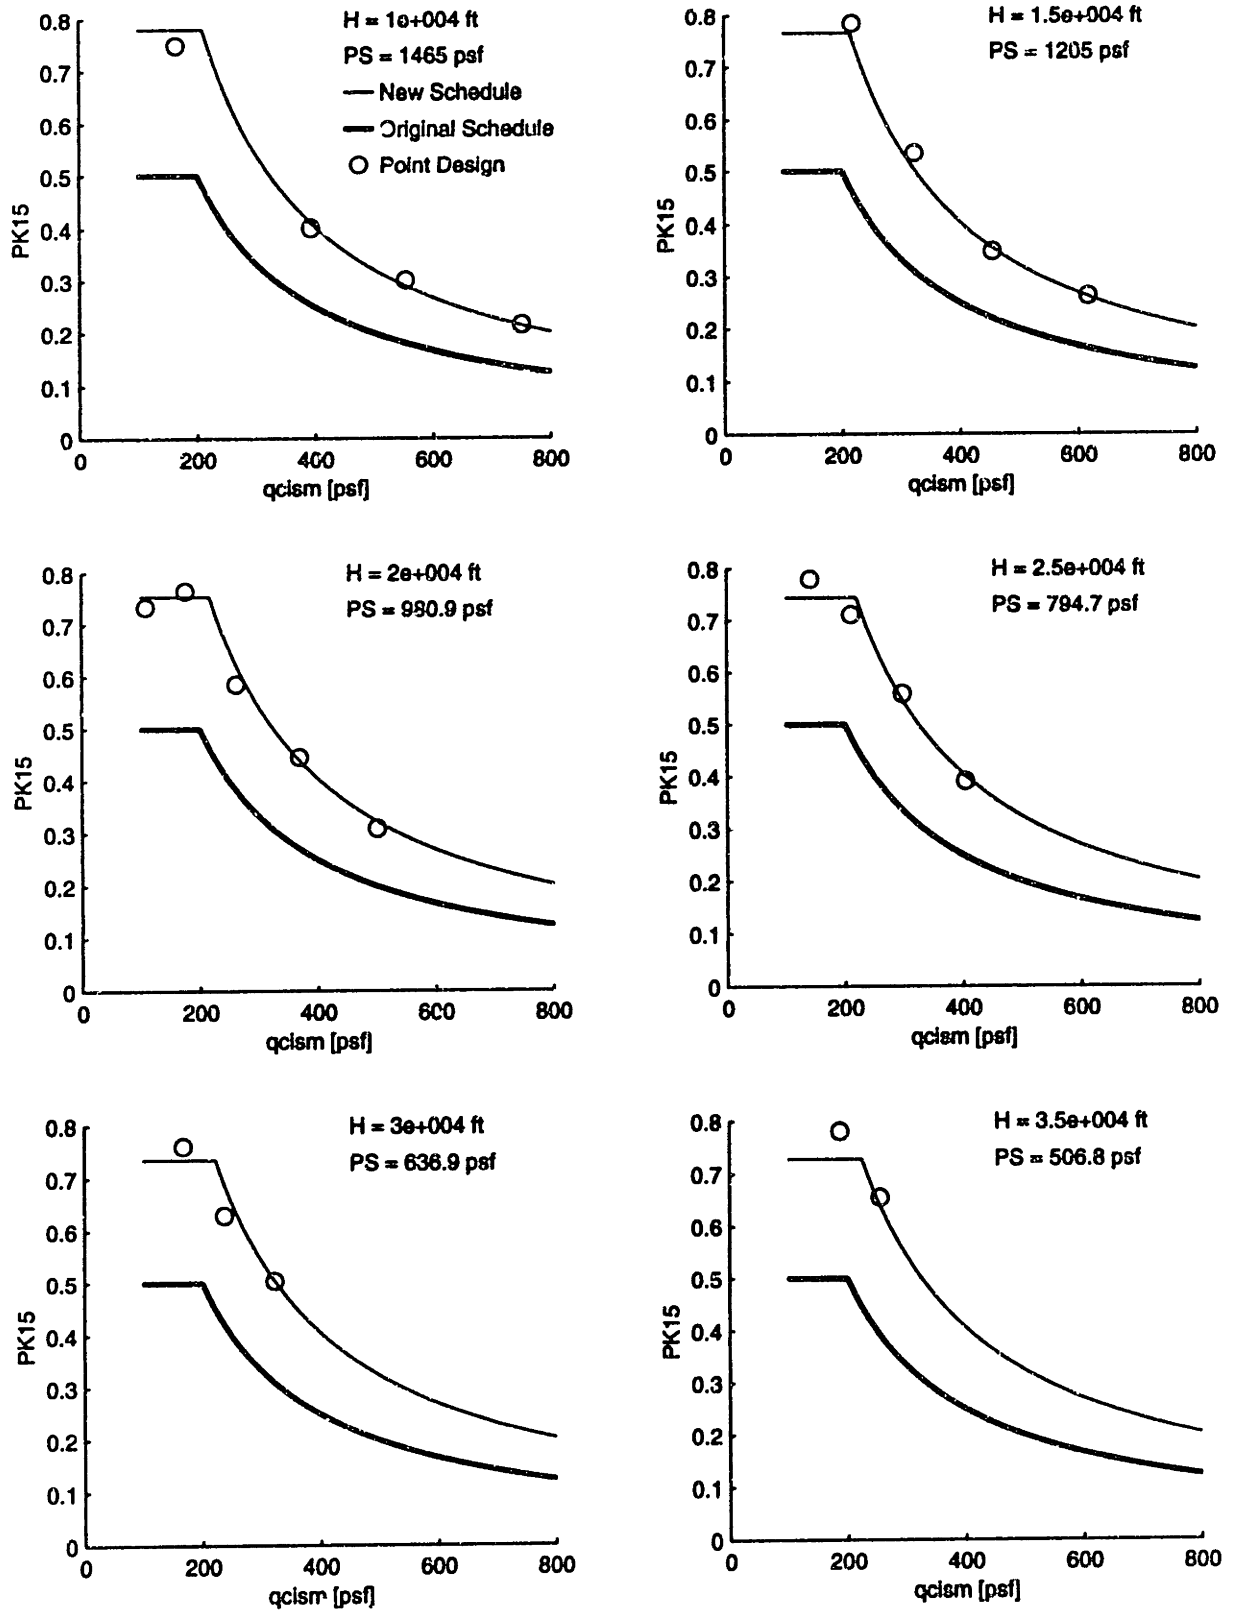 H = 1e+004 ft
PS = 1465 psf
New Schedule
Original Schedule
Point Design
0.8
0.7
0.6
0.5
0.4
0.3
0.2
0.1
0
PK15
0 200 400 600 800
qcism [psf]
H = 1.5e+004 ft
PS = 1205 psf
0.8
0.7
0.6
0.5
0.4
0.3
0.2
0.1
0
PK15
0 200 400 600 800
qcism [psf]
H = 2e+004 ft
PS = 980.9 psf
0.8
0.7
0.6
0.5
0.4
0.3
0.2
0.1
0
PK15
0 200 400 600 800
qcism [psf]
H = 2.5e+004 ft
PS = 794.7 psf
0.8
0.7
0.6
0.5
0.4
0.3
0.2
0.1
0
PK15
0 200 400 600 800
qcism [psf]
H = 3e+004 ft
PS = 636.9 psf
0.8
0.7
0.6
0.5
0.4
0.3
0.2
0.1
0
PK15
0 200 400 600 800
qcism [psf]
H = 3.5e+004 ft
PS = 506.8 psf
0.8
0.7
0.6
0.5
0.4
0.3
0.2
0.1
0
PK15
0 200 400 600 800
qcism [psf]